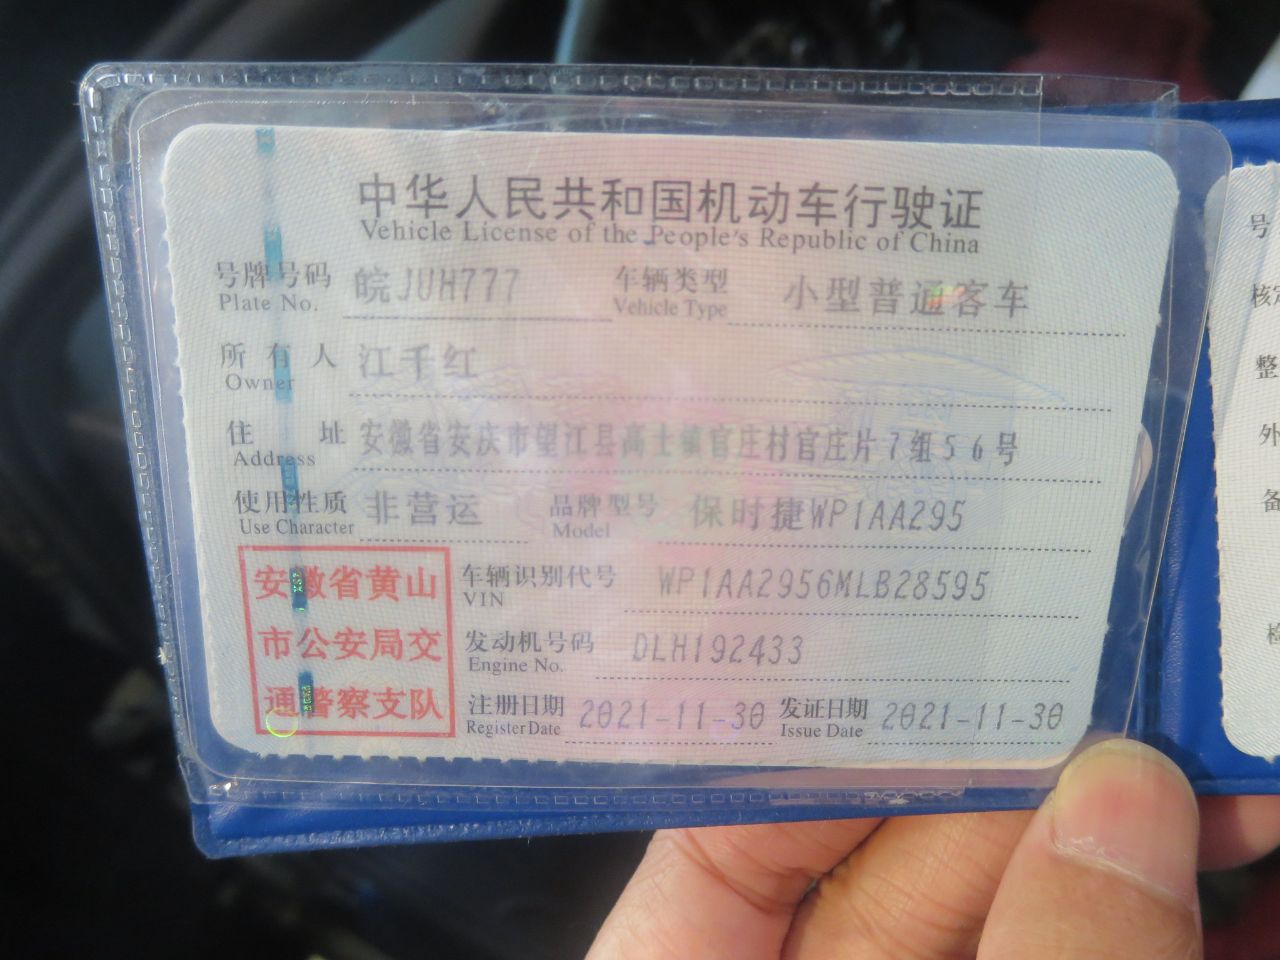 中华人民共和国机动车行驶证
Vehicle License of the People's Republic of China
号牌号码 皖JUH777 车辆类型 小型普通客车
Plate No. Vehicle Type
所有人 江千红
Owner
住址 安徽省安庆市望江县高士镇官庄村官庄片7组56号
Address
使用性质 非营运 品牌型号 保时捷WP1AA295
Use Character Model
安徽省黄山
市公安局交
通警察支队
车辆识别代号 WP1AA2956MLB28595
VIN
发动机号码 DLH192433
Engine No.
注册日期 2021-11-30 发证日期 2021-11-30
Register Date Issue Date
号
核定
整
外
备
检